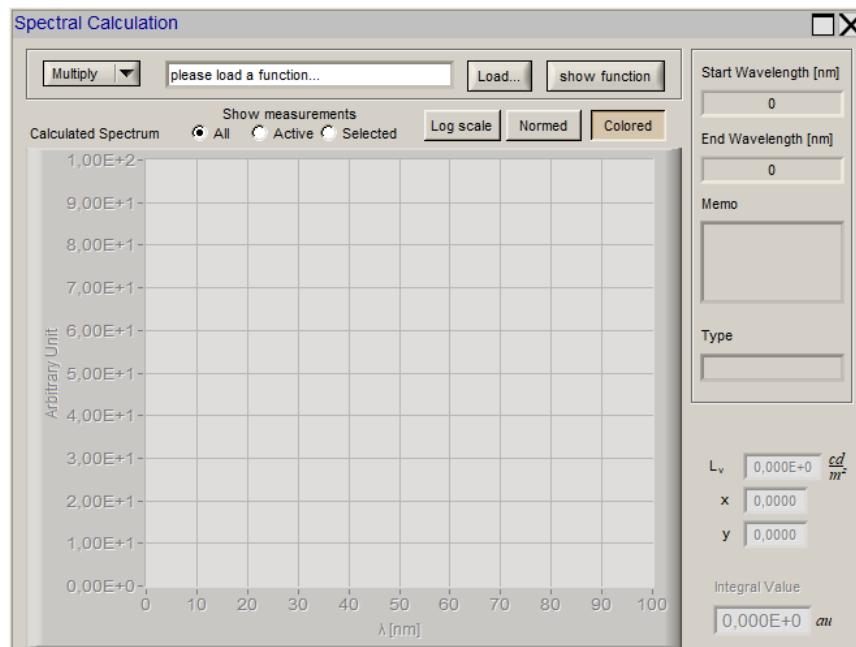 Spectral Calculation
Multiply
please load a function...
Load...
show function
Show measurements
Calculated Spectrum
All
Active
Selected
Log scale
Normed
Colored
1,00E+2
9,00E+1
8,00E+1
7,00E+1
6,00E+1
5,00E+1
4,00E+1
3,00E+1
2,00E+1
1,00E+1
0,00E+0
Arbitrary Unit
0 10 20 30 40 50 60 70 80 90 100
λ [nm]
Start Wavelength [nm]
0
End Wavelength [nm]
0
Memo
Type
Lᵥ 0,000E+0 cd/m²
x 0,0000
y 0,0000
Integral Value
0,000E+0 au